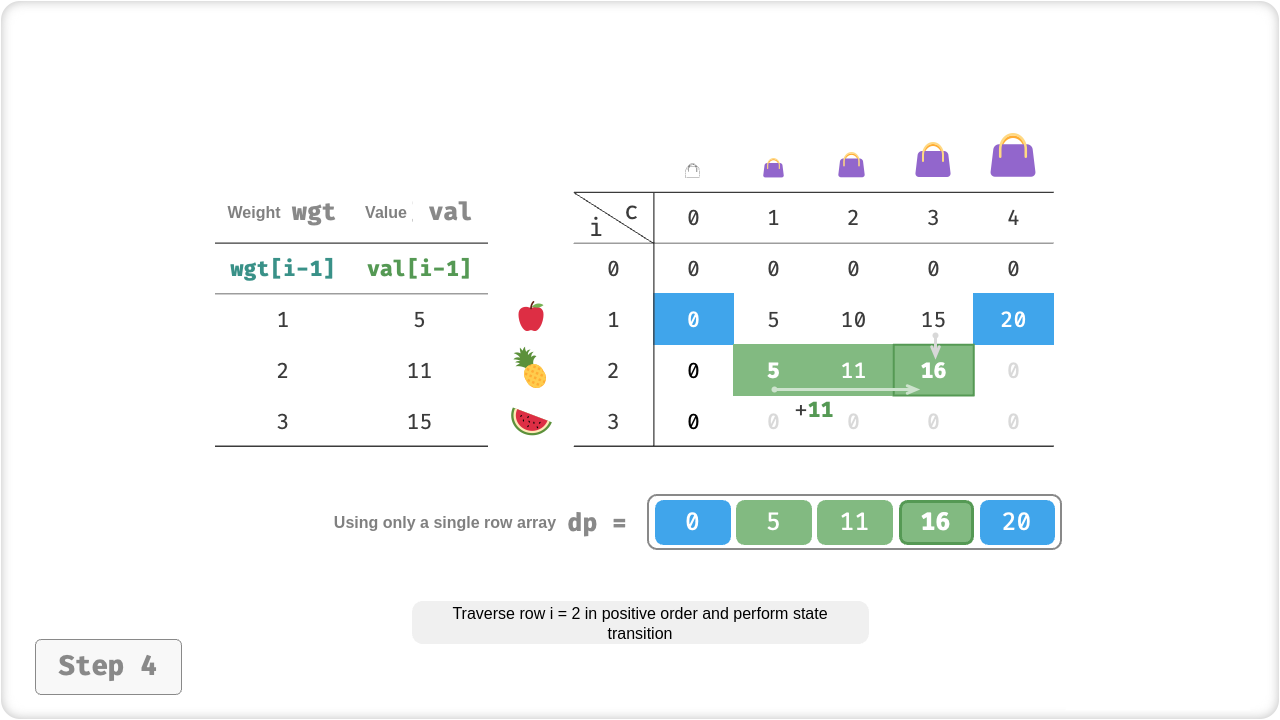 Weight wgt Value val
wgt[i-1] val[i-1]
1 5
2 11
3 15
i c 0 1 2 3 4
0 0 0 0 0 0
1 0 5 10 15 20
2 0 5 11 16 0
+11
3 0 0 0 0 0
Using only a single row array dp = 0 5 11 16 20
Traverse row i = 2 in positive order and perform state
transition
Step 4